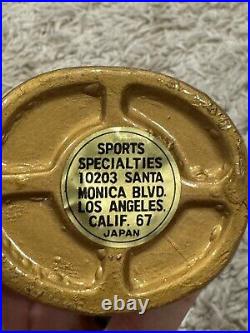 SPORTS
SPECIALTIES
10203 SANTA
MONICA BLVD.
LOS ANGELES,
CALIF. 67
JAPAN